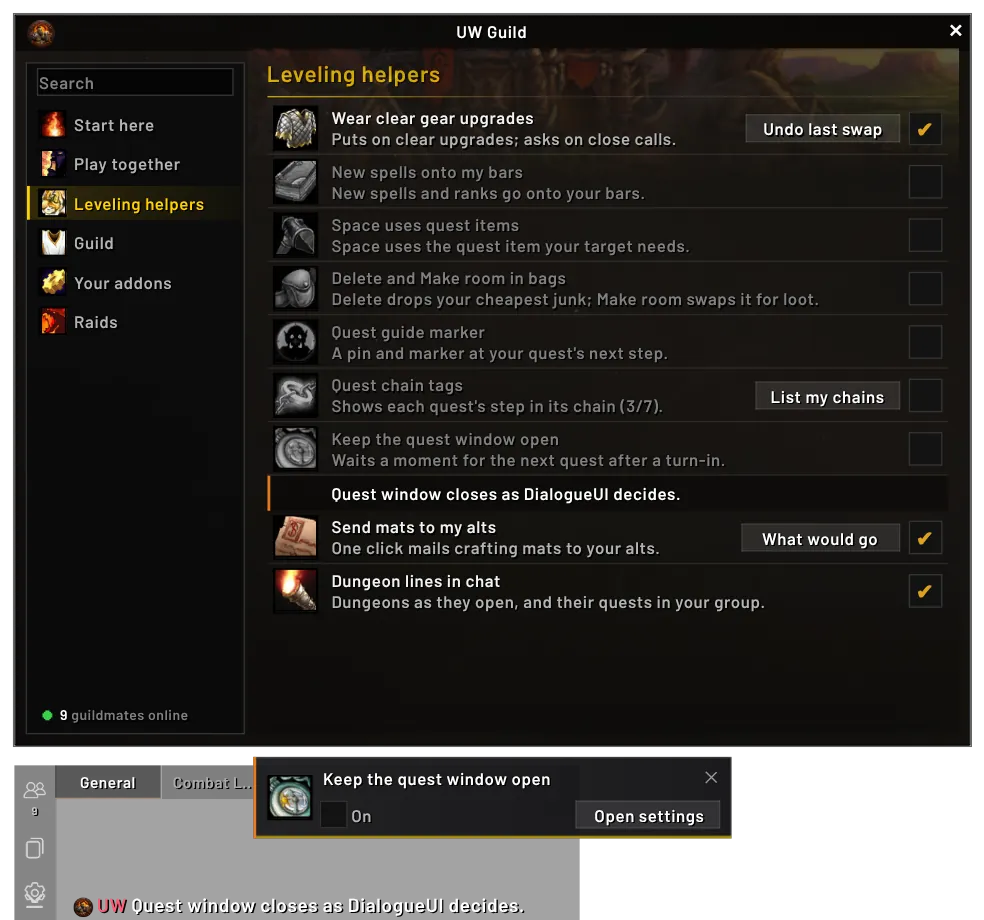 UW Guild
Search
Start here
Play together
Leveling helpers
Guild
Your addons
Raids
9 guildmates online
Leveling helpers
Wear clear gear upgrades
Puts on clear upgrades; asks on close calls.
Undo last swap
New spells onto my bars
New spells and ranks go onto your bars.
Space uses quest items
Space uses the quest item your target needs.
Delete and Make room in bags
Delete drops your cheapest junk; Make room swaps it for loot.
Quest guide marker
A pin and marker at your quest's next step.
Quest chain tags
Shows each quest's step in its chain (3/7).
List my chains
Keep the quest window open
Waits a moment for the next quest after a turn-in.
Quest window closes as DialogueUI decides.
Send mats to my alts
One click mails crafting mats to your alts.
What would go
Dungeon lines in chat
Dungeons as they open, and their quests in your group.
9
General
Combat L...
Keep the quest window open
On
Open settings
UW Quest window closes as DialogueUI decides.